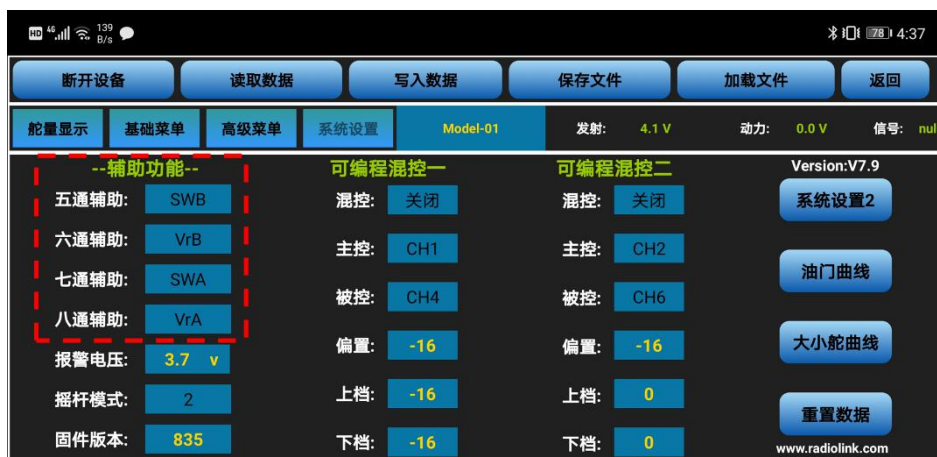 HD 46 139 B/s 78 4:37
断开设备 读取数据 写入数据 保存文件 加载文件 返回
舵量显示 基础菜单 高级菜单 系统设置 Model-01 发射: 4.1 V 动力: 0.0 V 信号: nul
--辅助功能-- 可编程混控一 可编程混控二 Version:V7.9
五通辅助: SWB 混控: 关闭 混控: 关闭 系统设置2
六通辅助: VrB 主控: CH1 主控: CH2
七通辅助: SWA 被控: CH4 被控: CH6 油门曲线
八通辅助: VrA 偏置: -16 偏置: -16 大小舵曲线
报警电压: 3.7 v
摇杆模式: 2 上档: -16 上档: 0 重置数据
固件版本: 835 下档: -16 下档: 0 www.radiolink.com